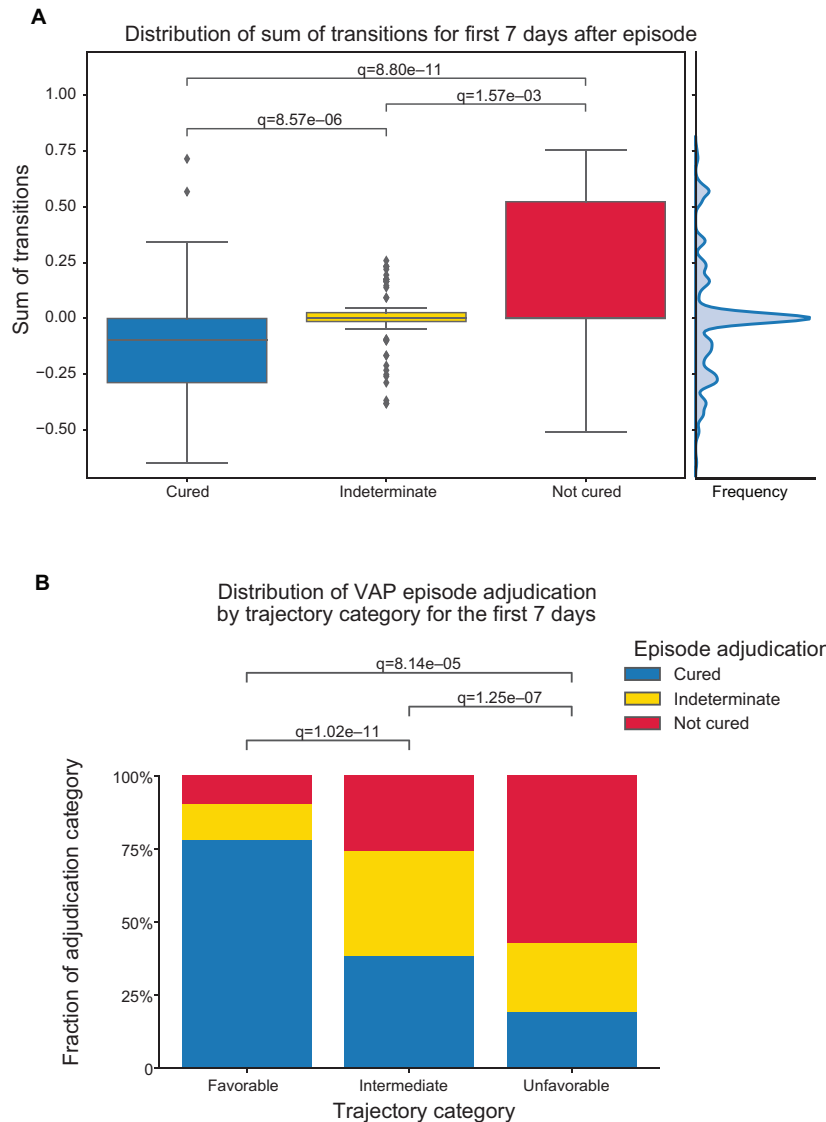 A
Distribution of sum of transitions for first 7 days after episode
q=8.80e–11
1.00
q=1.57e–03
q=8.57e–06
0.75
0.50
0.25
0.00
−0.25
−0.50
Sum of transitions
Cured
Indeterminate
Not cured
Frequency
B
Distribution of VAP episode adjudication
by trajectory category for the first 7 days
Episode adjudication
Cured
Indeterminate
Not cured
q=8.14e–05
q=1.25e–07
q=1.02e–11
100%
75%
50%
25%
0
Fraction of adjudication category
Favorable
Intermediate
Unfavorable
Trajectory category